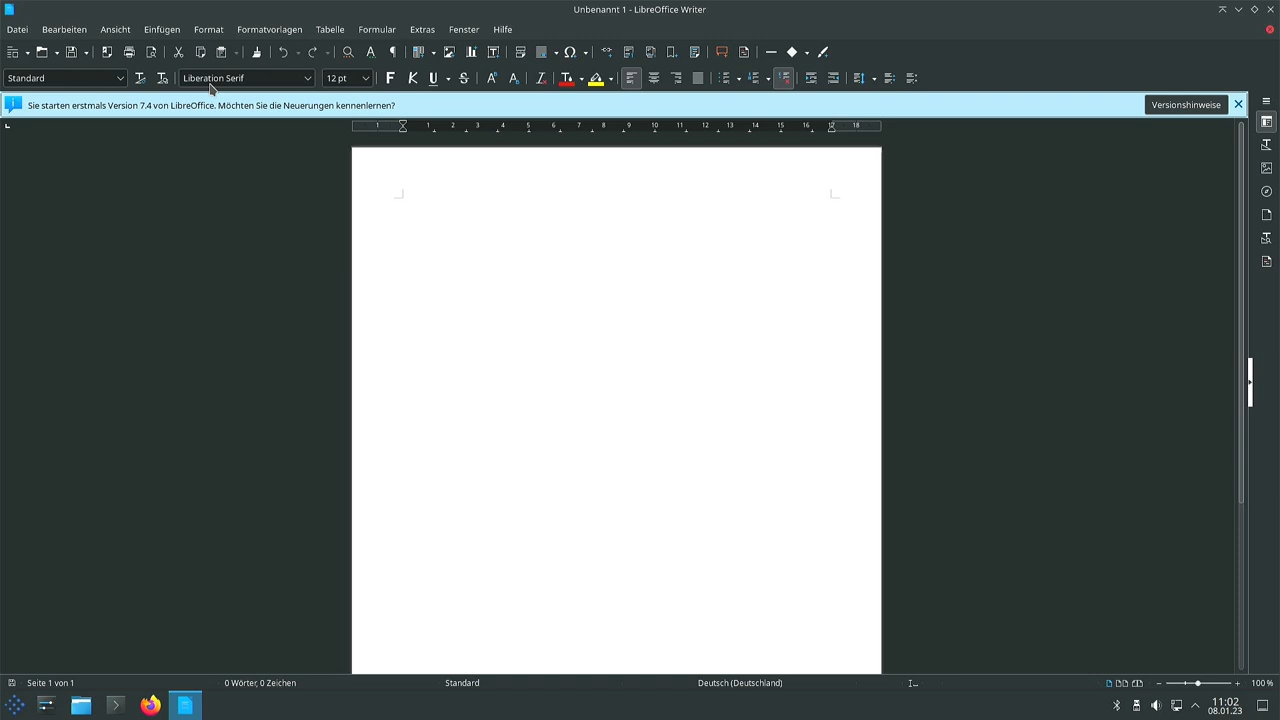 Unbenannt 1 - LibreOffice Writer
Datei Bearbeiten Ansicht Einfügen Format Formatvorlagen Tabelle Formular Extras Fenster Hilfe
Standard Liberation Serif 12 pt F K U S
Sie starten erstmals Version 7.4 von LibreOffice. Möchten Sie die Neuerungen kennenlernen? Versionshinweise
1 1 2 3 4 5 6 7 8 9 10 11 12 13 14 15 16 17 18
Seite 1 von 1 0 Wörter, 0 Zeichen Standard Deutsch (Deutschland) 100 %
11:02
08.01.23